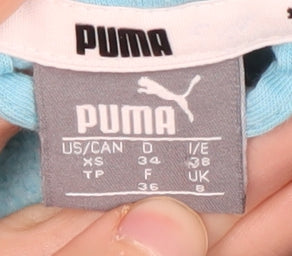 PUMA
PUMA
US/CAN D I/E
XS 34 38
TP F UK
36 8